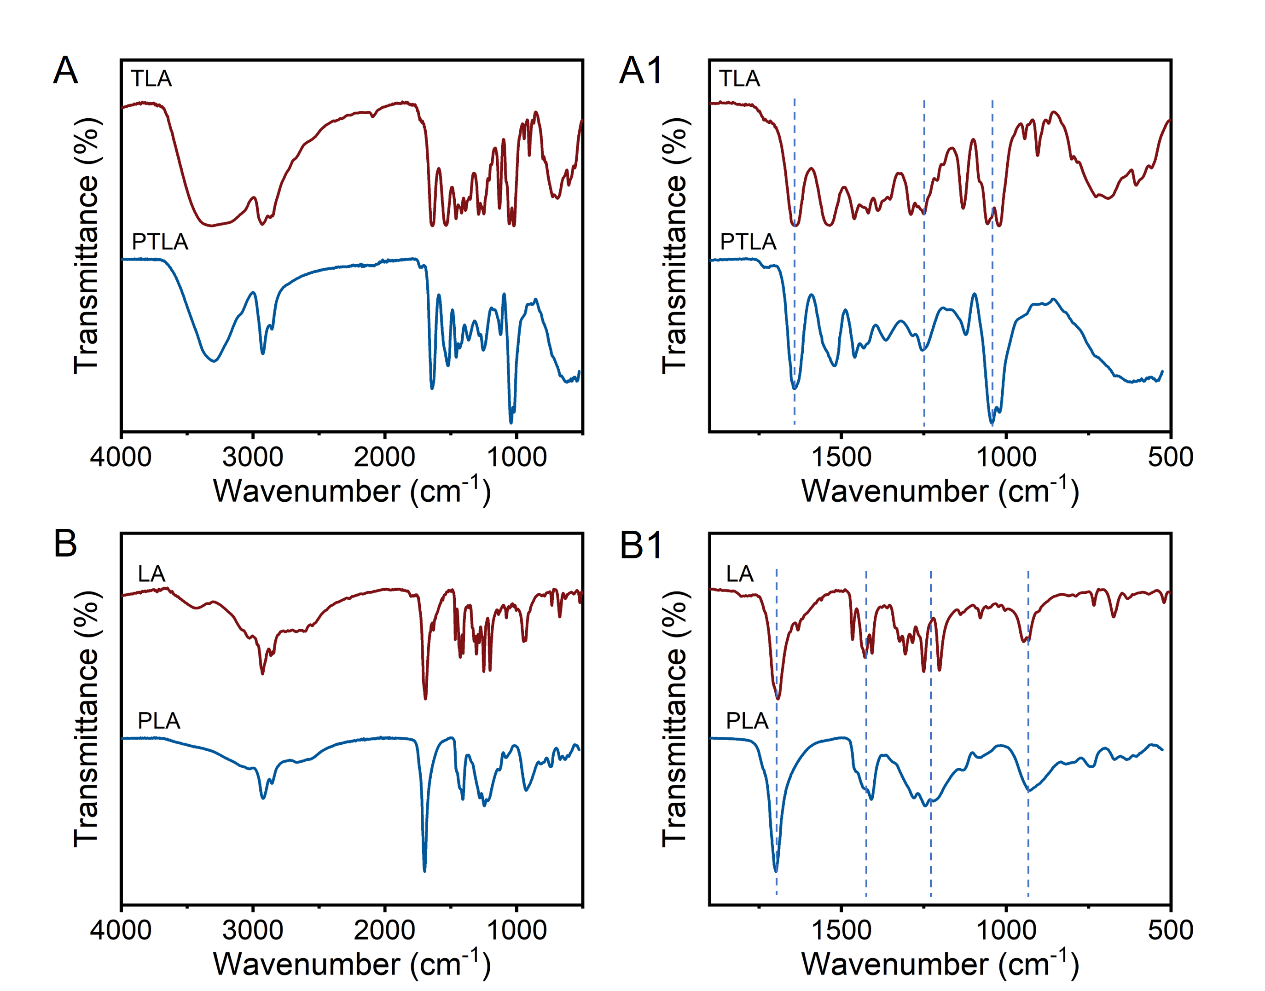 A
TLA
PTLA
Transmittance (%)
4000 3000 2000 1000
Wavenumber (cm⁻¹)
A1
TLA
PTLA
Transmittance (%)
1500 1000 500
Wavenumber (cm⁻¹)
B
LA
PLA
Transmittance (%)
4000 3000 2000 1000
Wavenumber (cm⁻¹)
B1
LA
PLA
Transmittance (%)
1500 1000 500
Wavenumber (cm⁻¹)